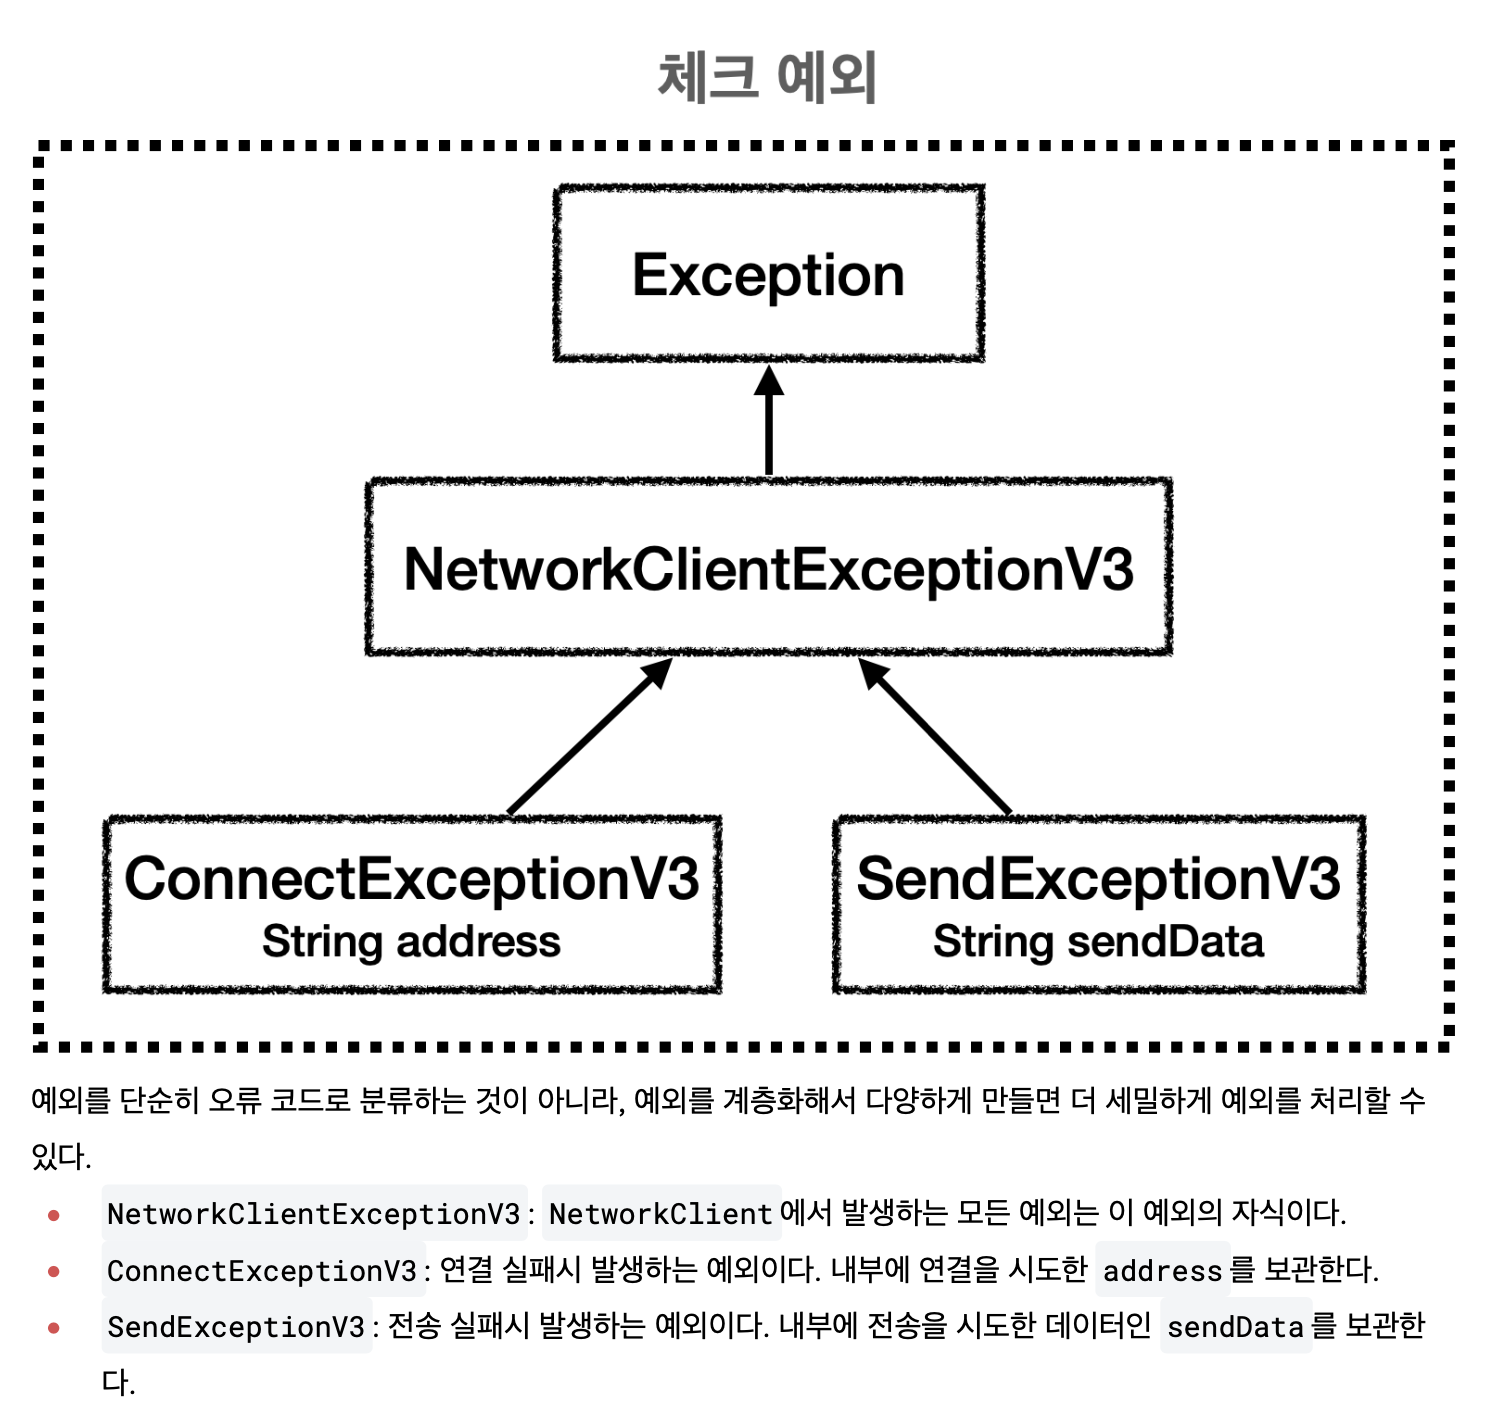 체크 예외
Exception
NetworkClientExceptionV3
ConnectExceptionV3
String address
SendExceptionV3
String sendData
예외를 단순히 오류 코드로 분류하는 것이 아니라, 예외를 계층화해서 다양하게 만들면 더 세밀하게 예외를 처리할 수
있다.
• NetworkClientExceptionV3 : NetworkClient 에서 발생하는 모든 예외는 이 예외의 자식이다.
• ConnectExceptionV3 : 연결 실패시 발생하는 예외이다. 내부에 연결을 시도한 address 를 보관한다.
• SendExceptionV3 : 전송 실패시 발생하는 예외이다. 내부에 전송을 시도한 데이터인 sendData 를 보관한
다.